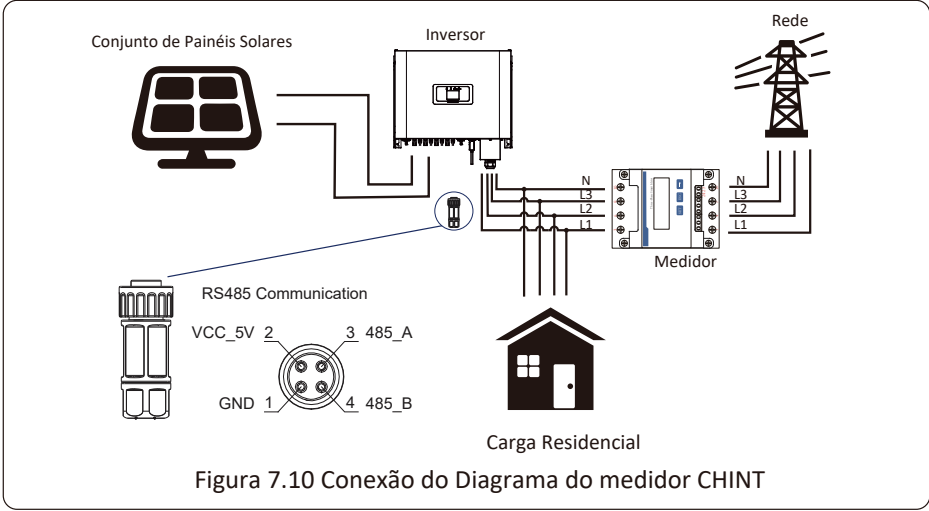 Conjunto de Painéis Solares
Inversor
Rede
N
L3
L2
L1
N
L3
L2
L1
Medidor
RS485 Communication
VCC_5V 2
3 485_A
GND 1
4 485_B
Carga Residencial
Figura 7.10 Conexão do Diagrama do medidor CHINT